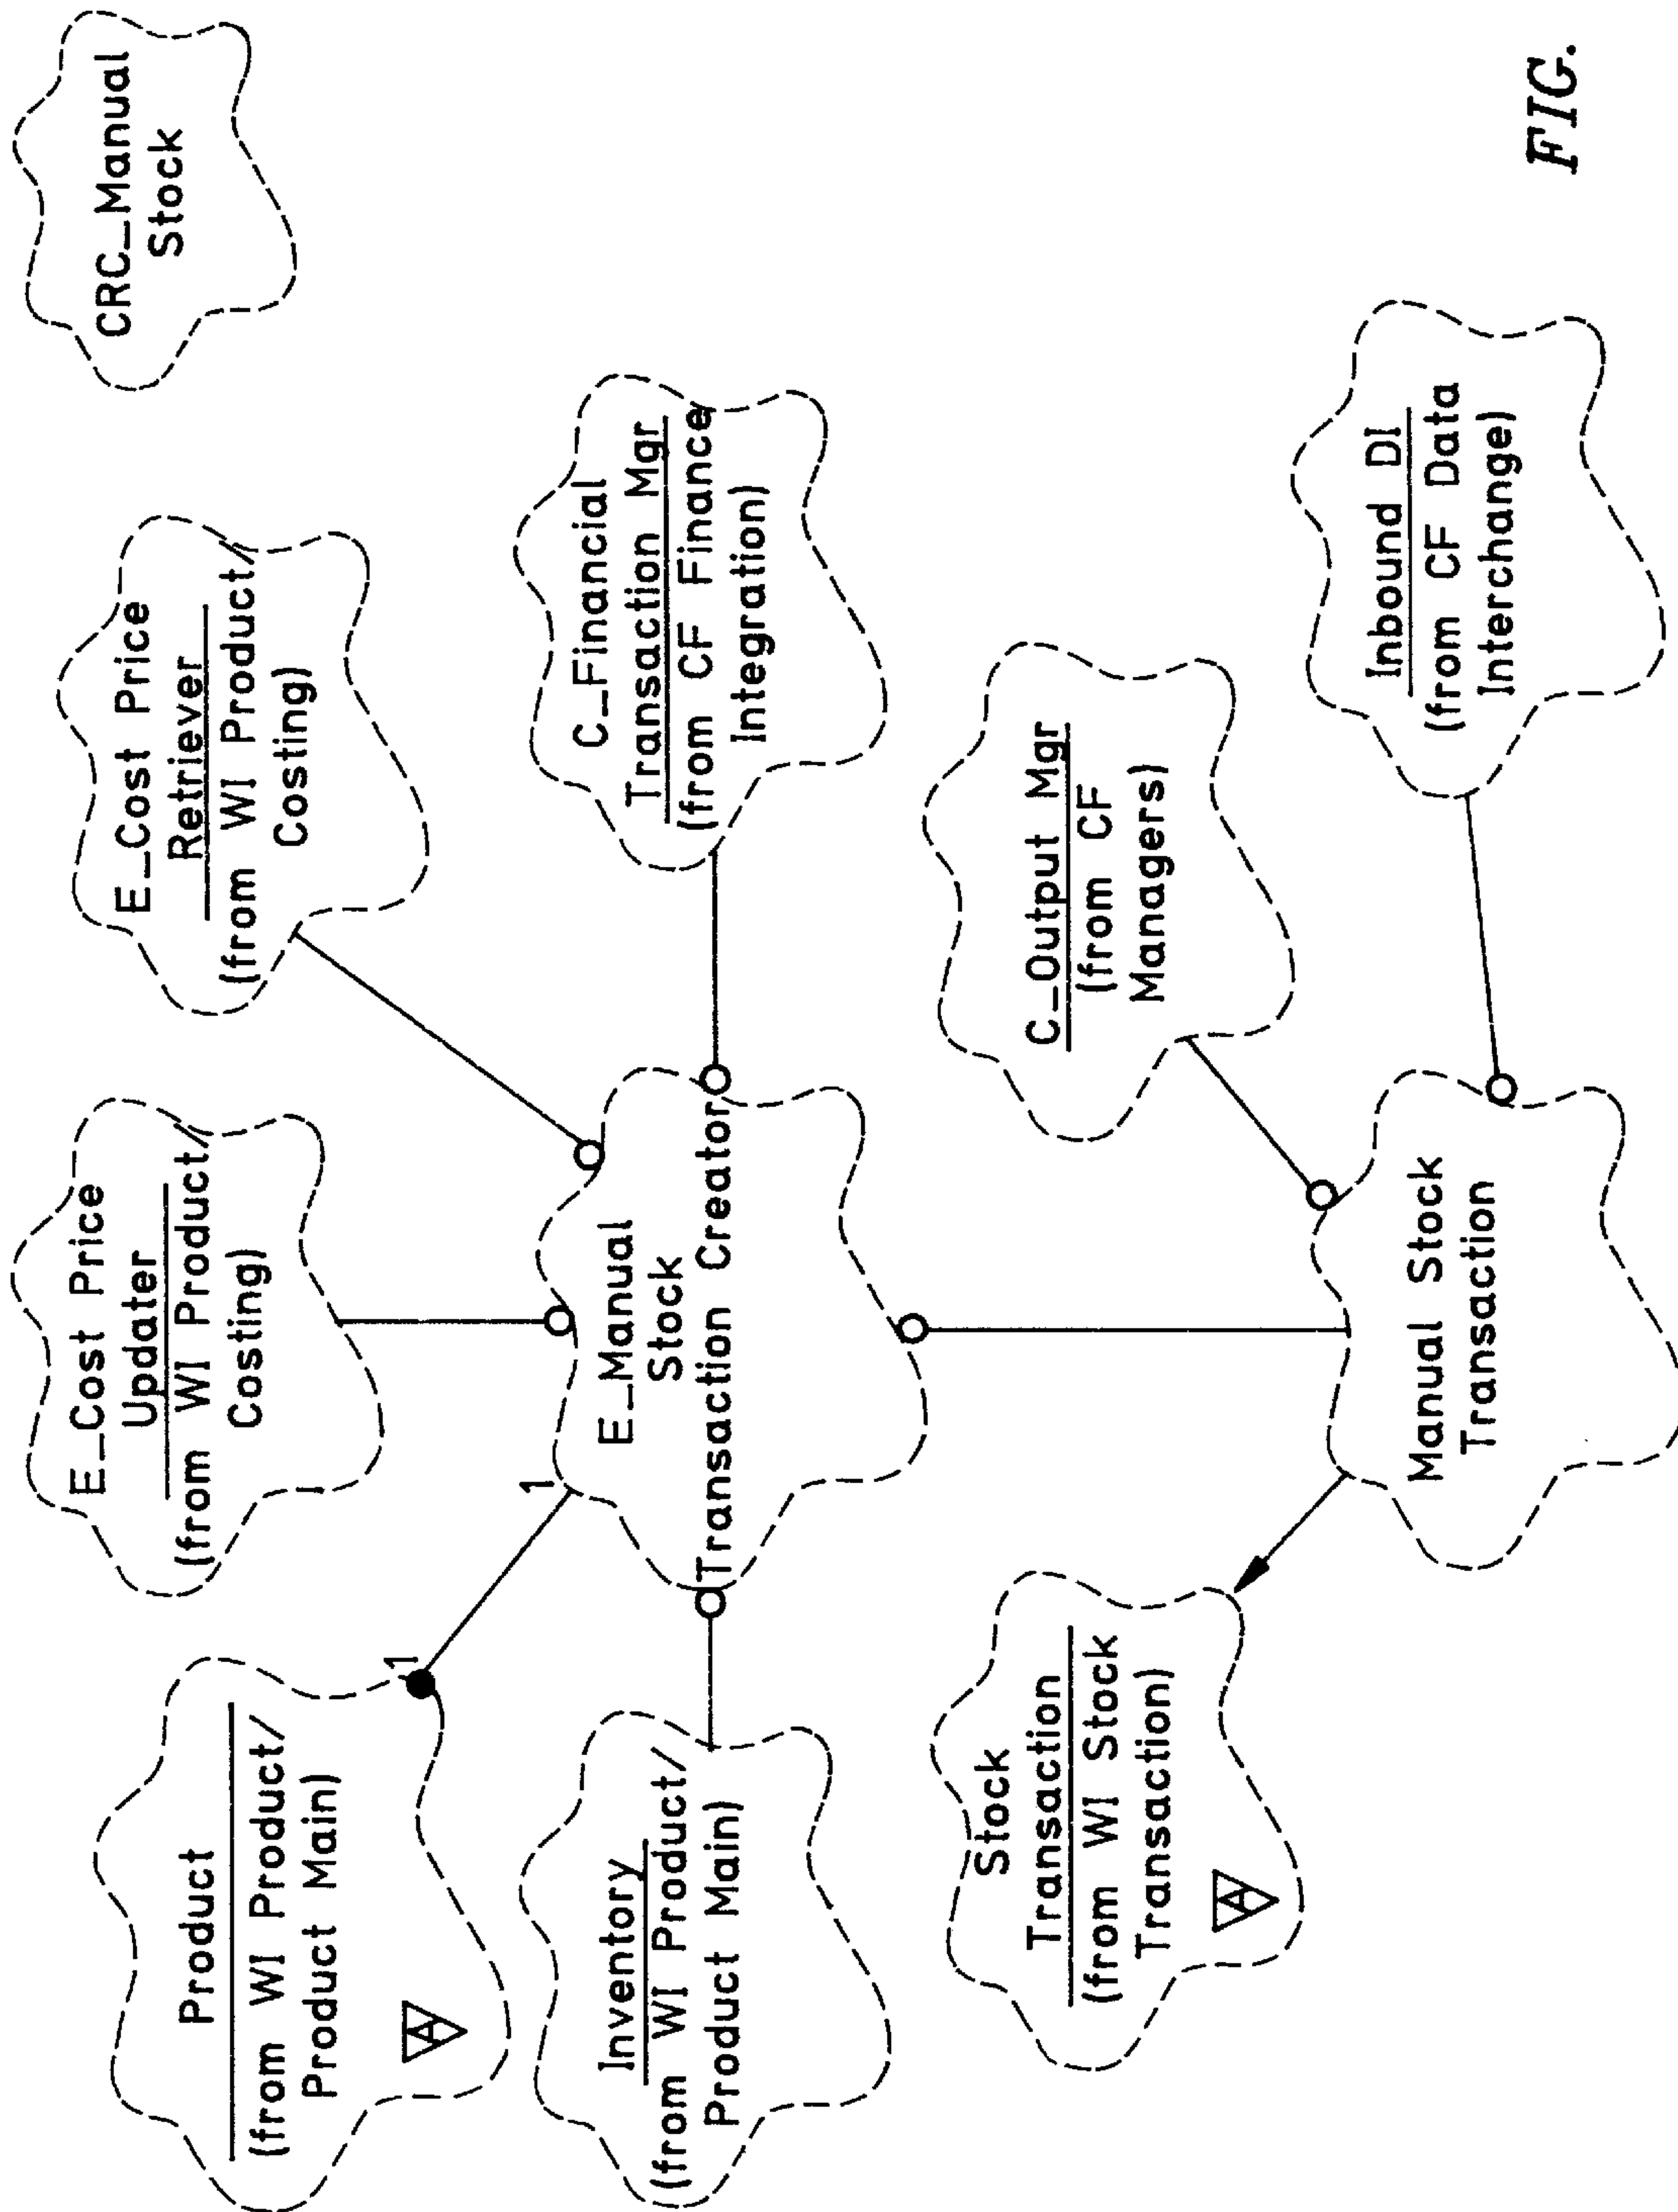 CRC_Manual
Stock
E_Cost Price
Updater
(from WI Product/
Costing)
E_Cost Price
Retriever
(from WI Product/
Costing)
Product
(from WI Product/
Product Main)
A
1
1
E_Manual
Stock
Transaction Creator
C_Financial
Transaction Mgr
(from CF Finance
Integration)
Inventory
(from WI Product/
Product Main)
C_Output Mgr
(from CF
Managers)
Stock
Transaction
(from WI Stock
Transaction)
A
Manual Stock
Transaction
Inbound DI
(from CF Data
Interchange)
FIG.